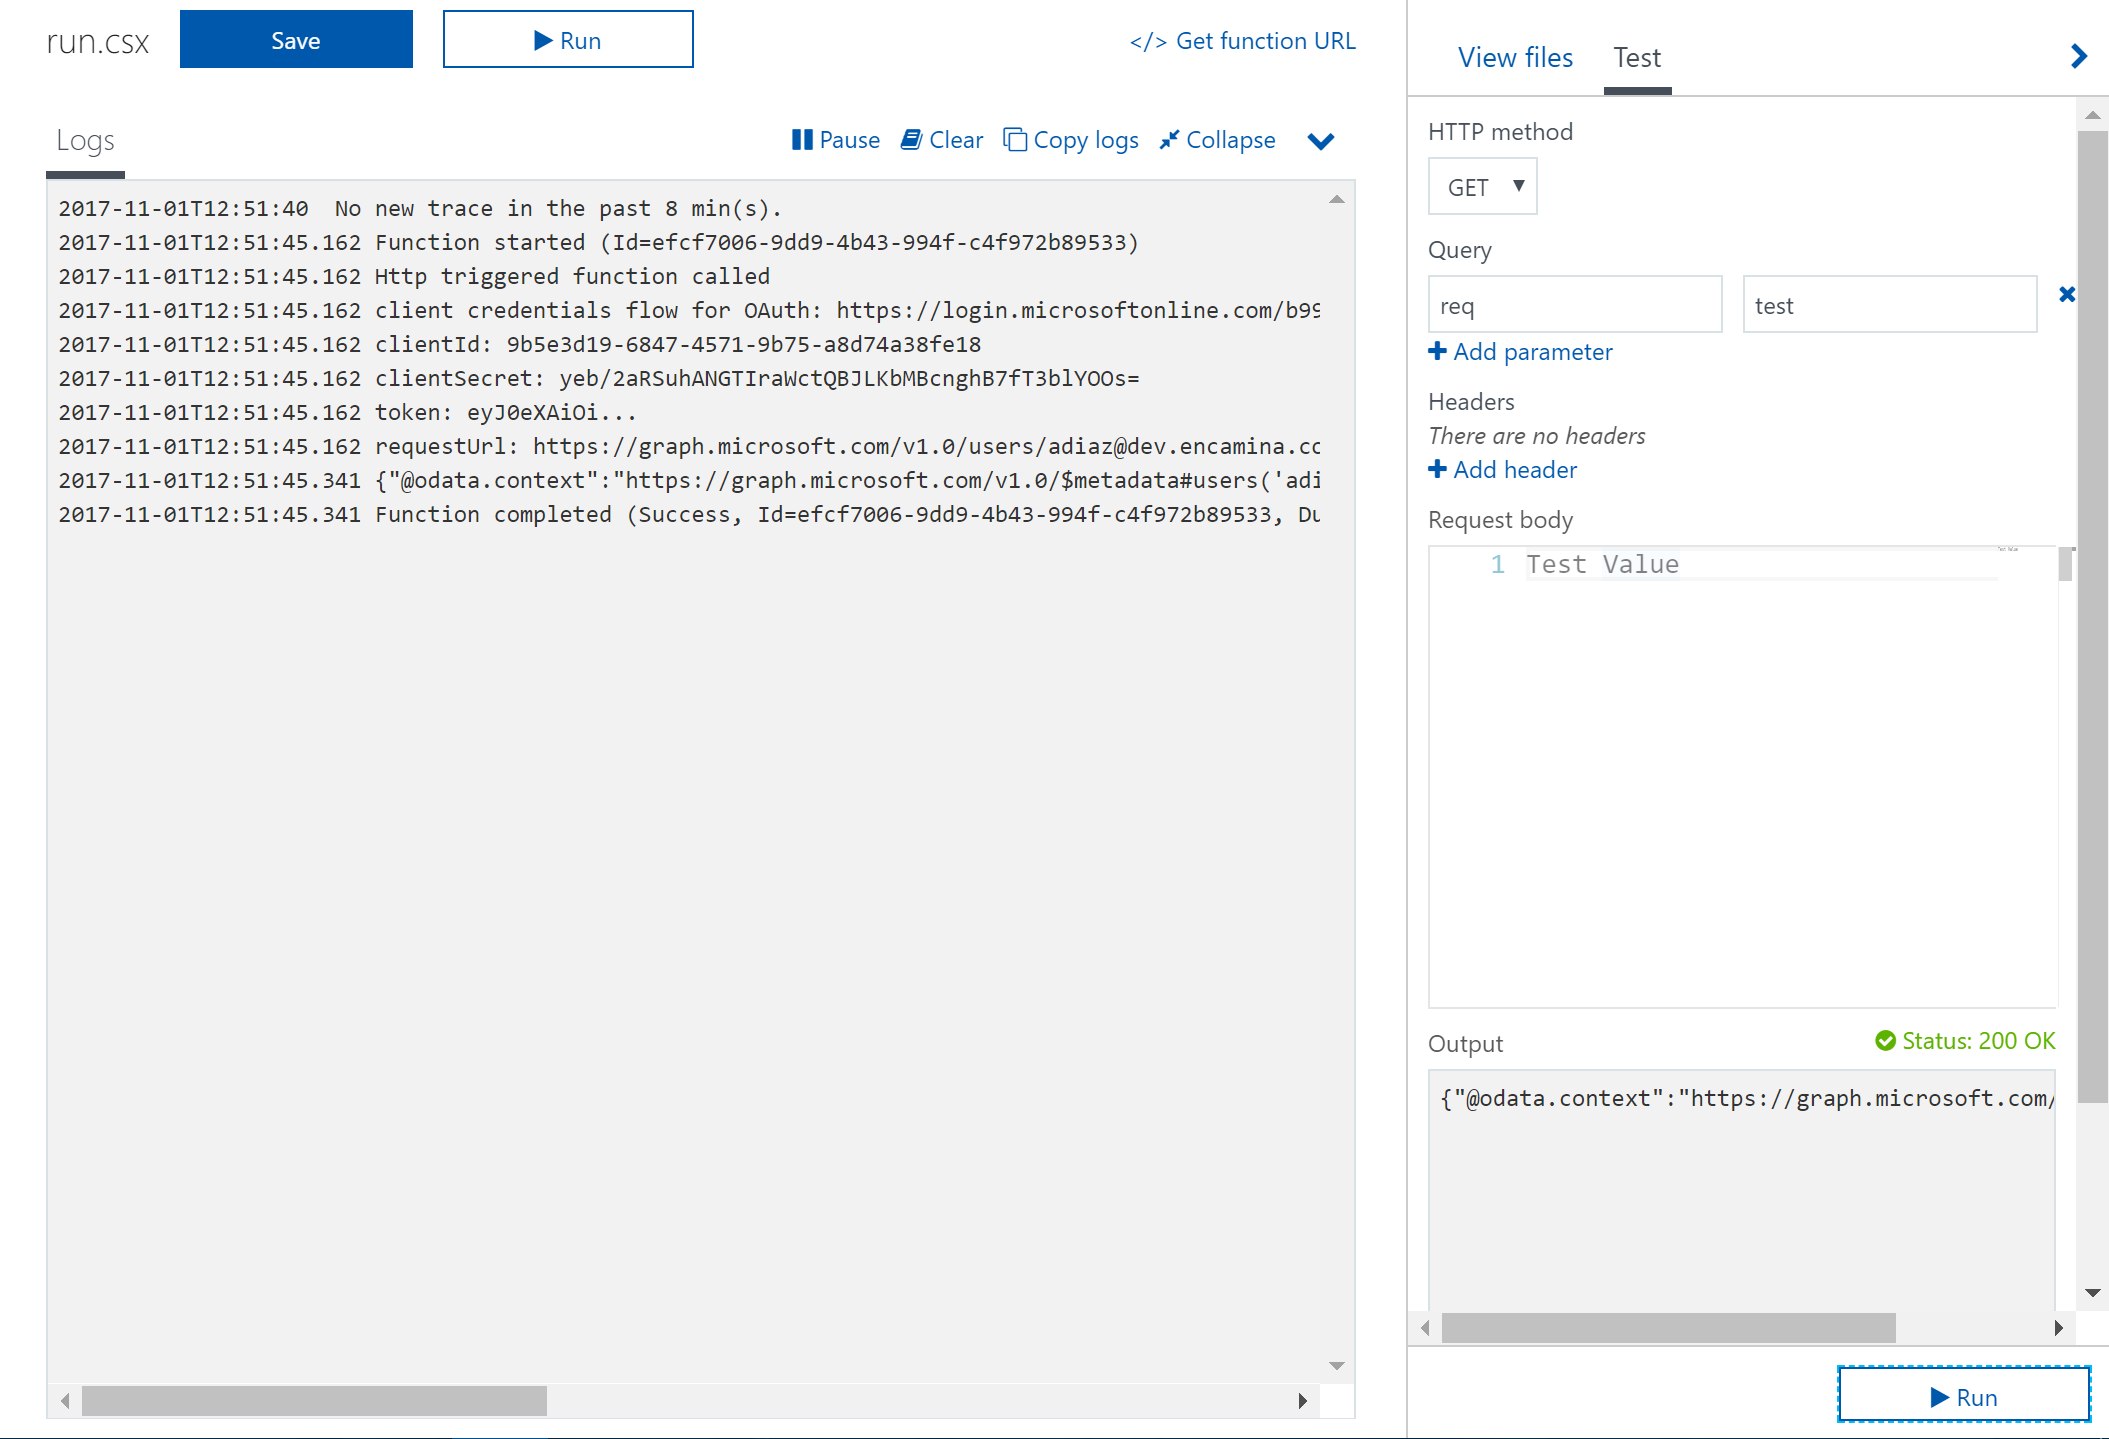 run.csx
Save
Run
</> Get function URL
View files
Test
Logs
Pause
Clear
Copy logs
Collapse
2017-11-01T12:51:40  No new trace in the past 8 min(s).
2017-11-01T12:51:45.162 Function started (Id=efcf7006-9dd9-4b43-994f-c4f972b89533)
2017-11-01T12:51:45.162 Http triggered function called
2017-11-01T12:51:45.162 client credentials flow for OAuth: https://login.microsoftonline.com/b99
2017-11-01T12:51:45.162 clientId: 9b5e3d19-6847-4571-9b75-a8d74a38fe18
2017-11-01T12:51:45.162 clientSecret: yeb/2aRSuhANGTIraWctQBJLKbMBcnghB7fT3blYOOs=
2017-11-01T12:51:45.162 token: eyJ0eXAiOi...
2017-11-01T12:51:45.162 requestUrl: https://graph.microsoft.com/v1.0/users/adiaz@dev.encamina.co
2017-11-01T12:51:45.341 {"@odata.context":"https://graph.microsoft.com/v1.0/$metadata#users('adi
2017-11-01T12:51:45.341 Function completed (Success, Id=efcf7006-9dd9-4b43-994f-c4f972b89533, Du
HTTP method
GET
Query
req
test
Add parameter
Headers
There are no headers
Add header
Request body
1 Test Value
Output
Status: 200 OK
{"@odata.context":"https://graph.microsoft.com/
Run